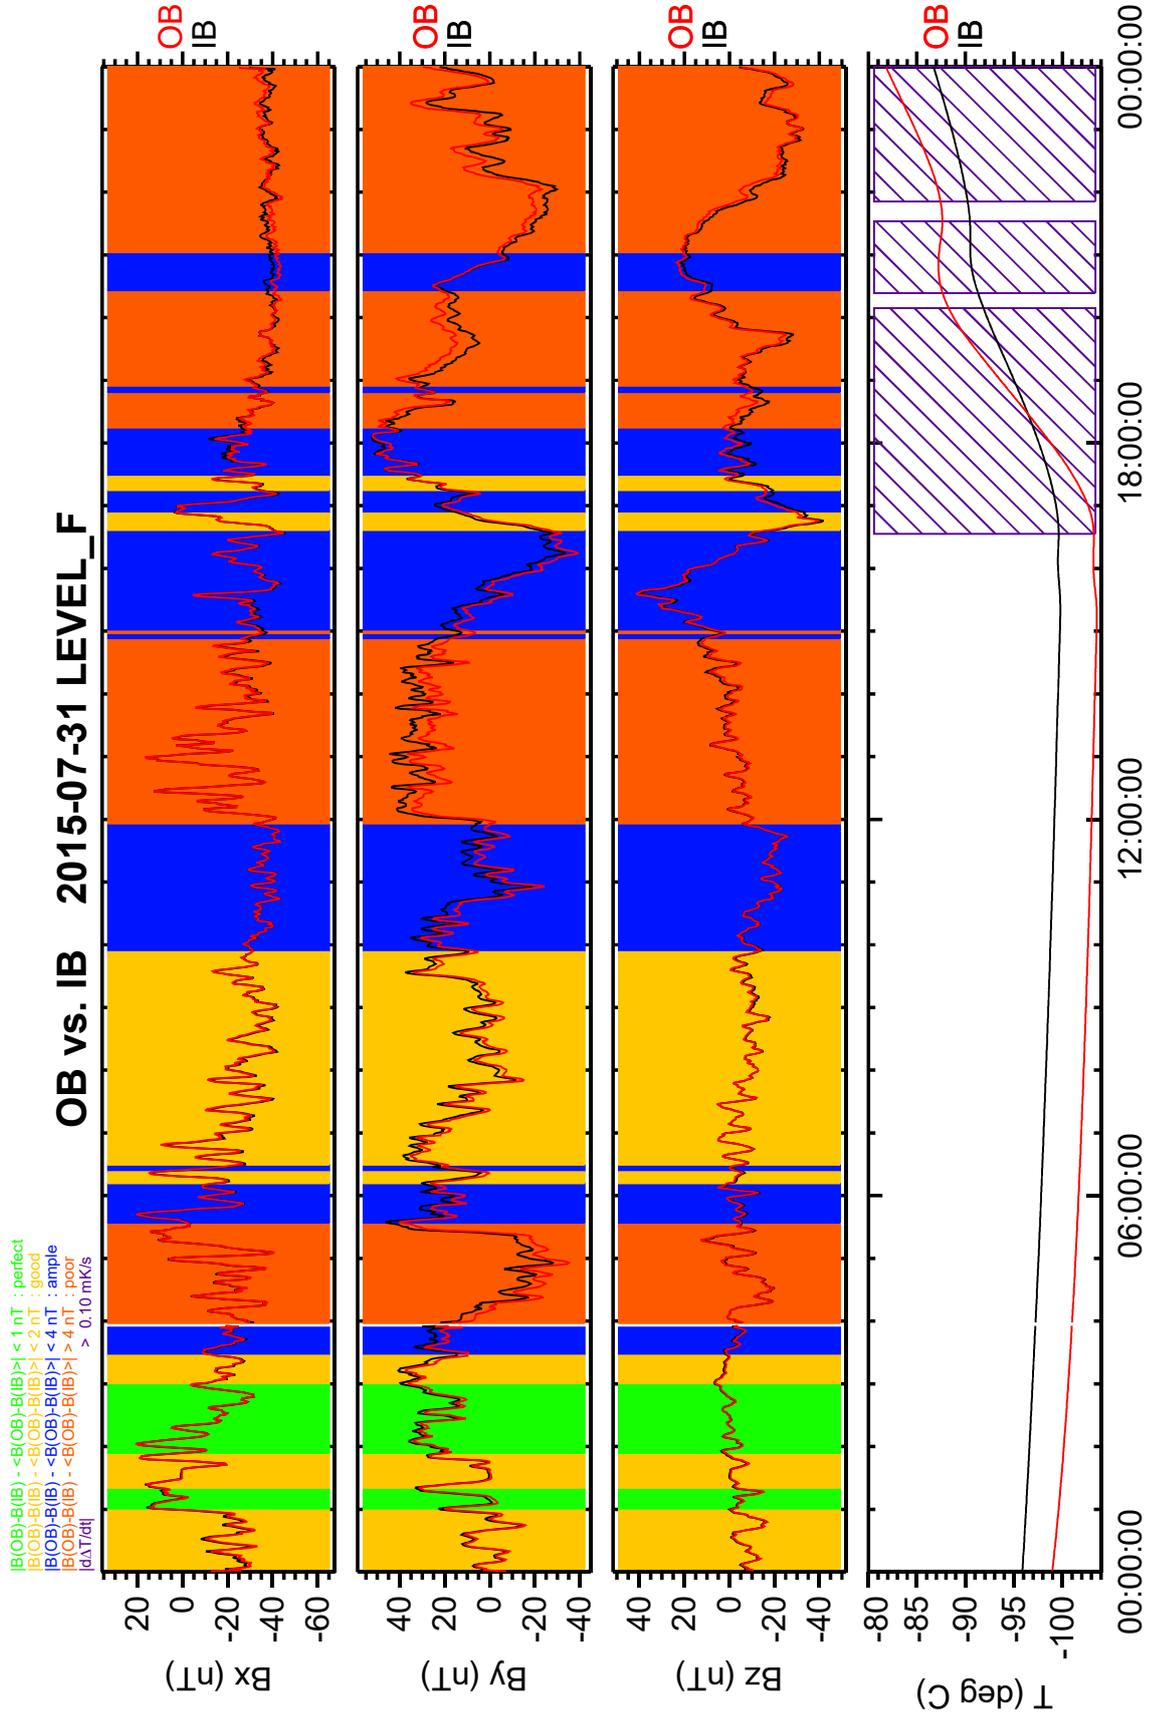 |B(OB)-B(IB) - <B(OB)-B(IB)>| < 1 nT : perfect
|B(OB)-B(IB) - <B(OB)-B(IB)>| < 2 nT : good
|B(OB)-B(IB) - <B(OB)-B(IB)>| < 4 nT : ample
|B(OB)-B(IB) - <B(OB)-B(IB)>| > 4 nT : poor
|dΔT/dt| > 0.10 mK/s
OB vs. IB 2015-07-31 LEVEL_F
Bx (nT)
20
0
-20
-40
-60
OB
IB
By (nT)
40
20
0
-20
-40
OB
IB
Bz (nT)
40
20
0
-20
-40
OB
IB
T (deg C)
-80
-85
-90
-95
-100
OB
IB
00:00:00
06:00:00
12:00:00
18:00:00
00:00:00